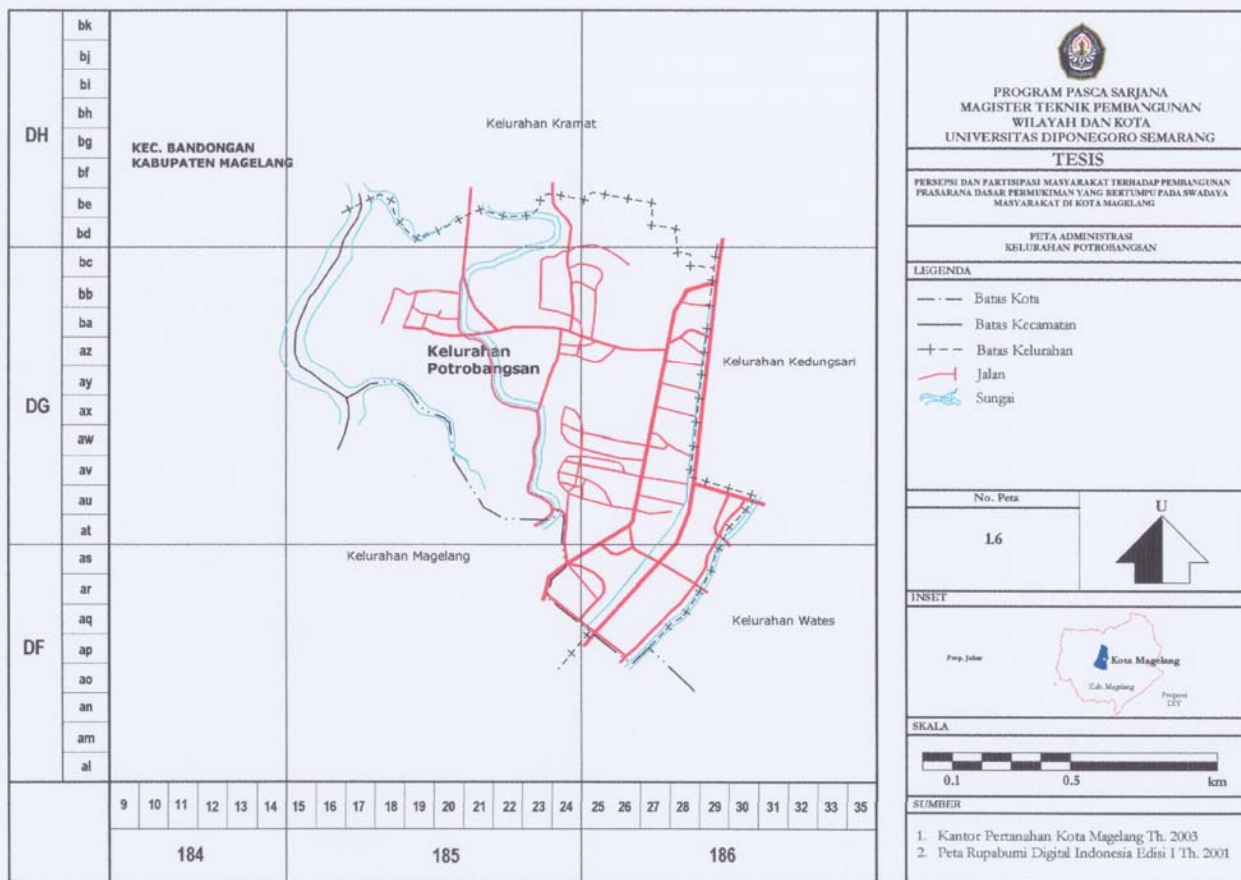 DH
DG
DF
bk
bj
bi
bh
bg
bf
be
bd
bc
bb
ba
az
ay
ax
aw
av
au
at
as
ar
aq
ap
ao
an
am
al
KEC. BANDONGAN
KABUPATEN MAGELANG
Kelurahan Kramat
Kelurahan
Potrobangsan
Kelurahan Kedungsari
Kelurahan Magelang
Kelurahan Wates
9 10 11 12 13 14 15 16 17 18 19 20 21 22 23 24 25 26 27 28 29 30 31 32 33 35
184 185 186
PROGRAM PASCA SARJANA
MAGISTER TEKNIK PEMBANGUNAN
WILAYAH DAN KOTA
UNIVERSITAS DIPONEGORO SEMARANG
TESIS
PERSEPSI DAN PARTISIPASI MASYARAKAT TERHADAP PEMBANGUNAN
PRASARANA DASAR PERMUKIMAN YANG BERTUMPU PADA SWADAYA
MASYARAKAT DI KOTA MAGELANG
PETA ADMINISTRASI
KELURAHAN POTROBANGSAN
LEGENDA
Batas Kota
Batas Kecamatan
Batas Kelurahan
Jalan
Sungai
No. Peta
1.6
U
INSET
Prop. Jabar
Kota Magelang
Kab. Magelang
Propinsi
DIY
SKALA
0.1 0.5 km
SUMBER
1. Kantor Pertanahan Kota Magelang Th. 2003
2. Peta Rupabumi Digital Indonesia Edisi I Th. 2001